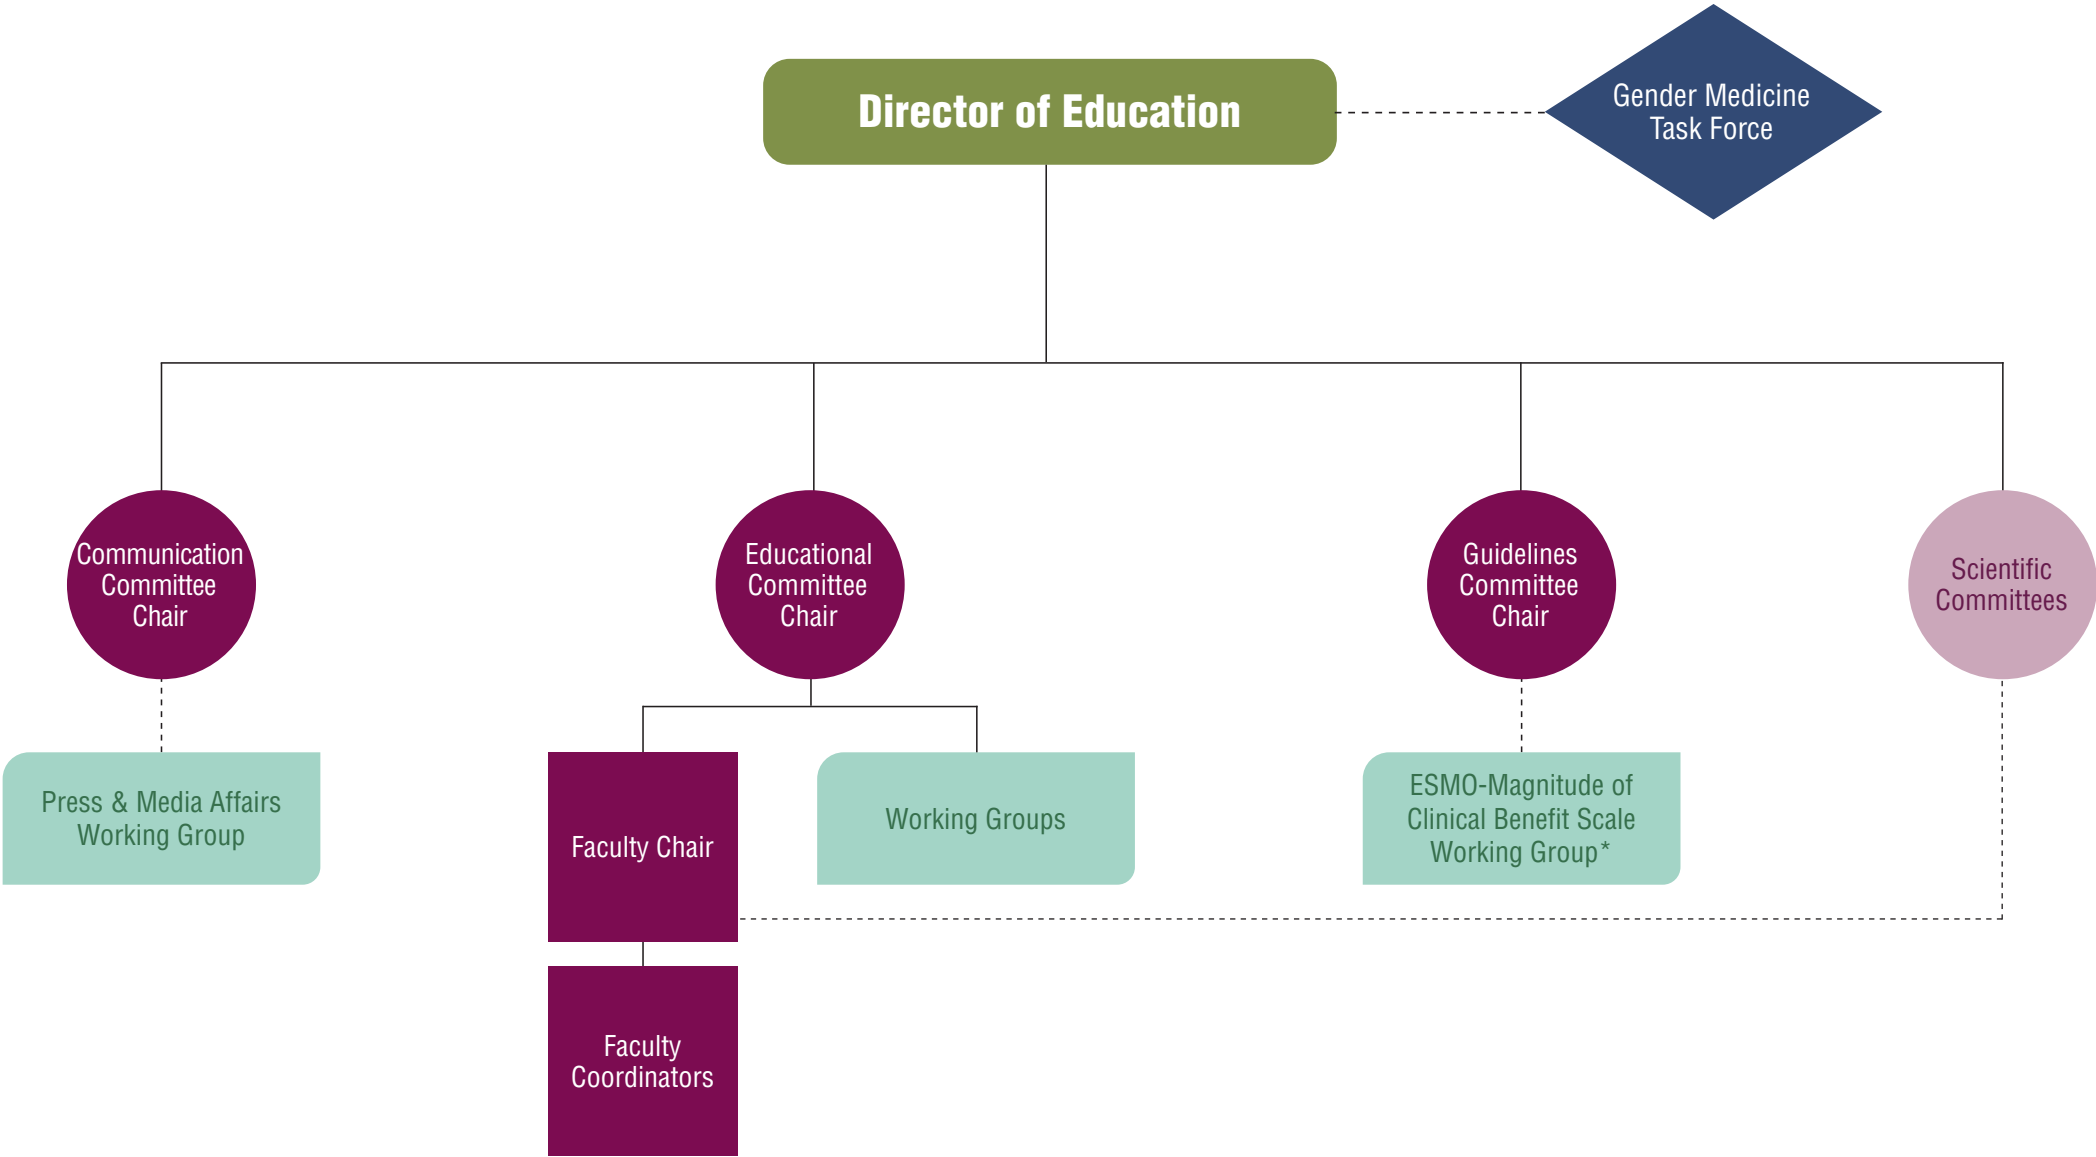 Director of Education
Gender Medicine
Task Force
Communication
Committee
Chair
Educational
Committee
Chair
Guidelines
Committee
Chair
Scientific
Committees
Press & Media Affairs
Working Group
Faculty Chair
Working Groups
ESMO-Magnitude of
Clinical Benefit Scale
Working Group*
Faculty
Coordinators